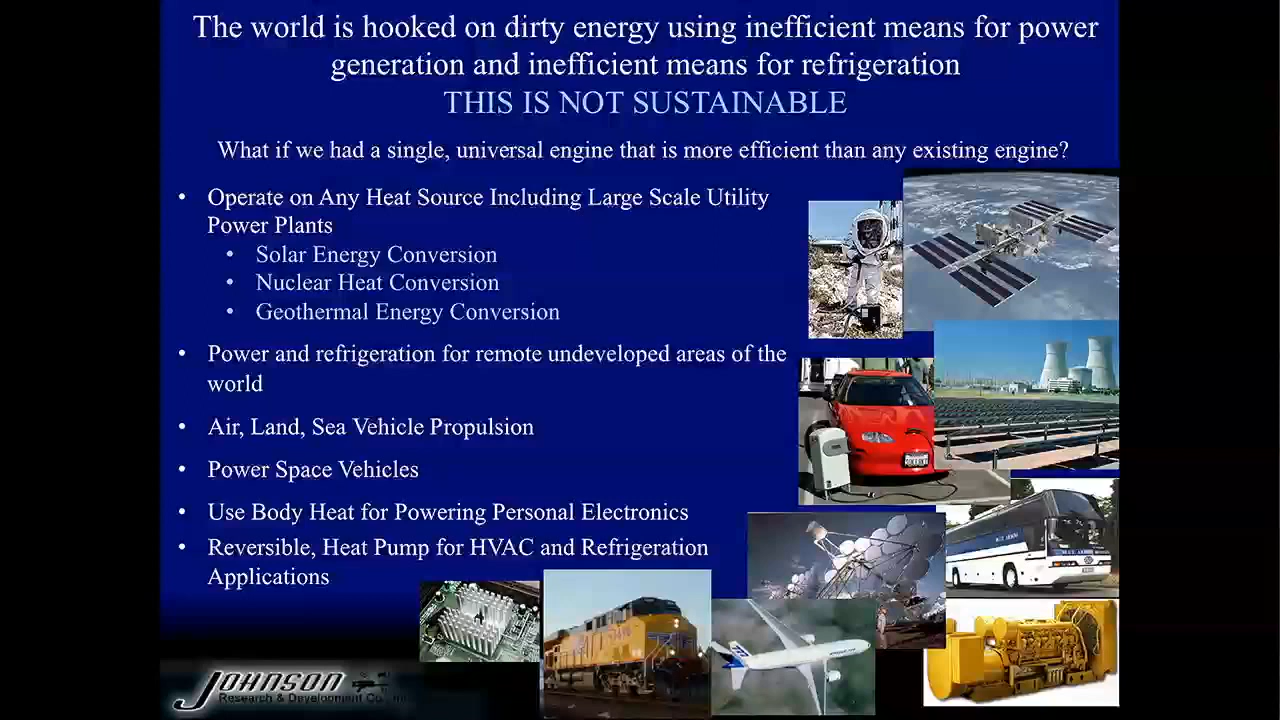 The world is hooked on dirty energy using inefficient means for power
generation and inefficient means for refrigeration
THIS IS NOT SUSTAINABLE
What if we had a single, universal engine that is more efficient than any existing engine?
• Operate on Any Heat Source Including Large Scale Utility
Power Plants
• Solar Energy Conversion
• Nuclear Heat Conversion
• Geothermal Energy Conversion
• Power and refrigeration for remote undeveloped areas of the
world
• Air, Land, Sea Vehicle Propulsion
• Power Space Vehicles
• Use Body Heat for Powering Personal Electronics
• Reversible, Heat Pump for HVAC and Refrigeration
Applications
JOHNSON
Research & Development Co.